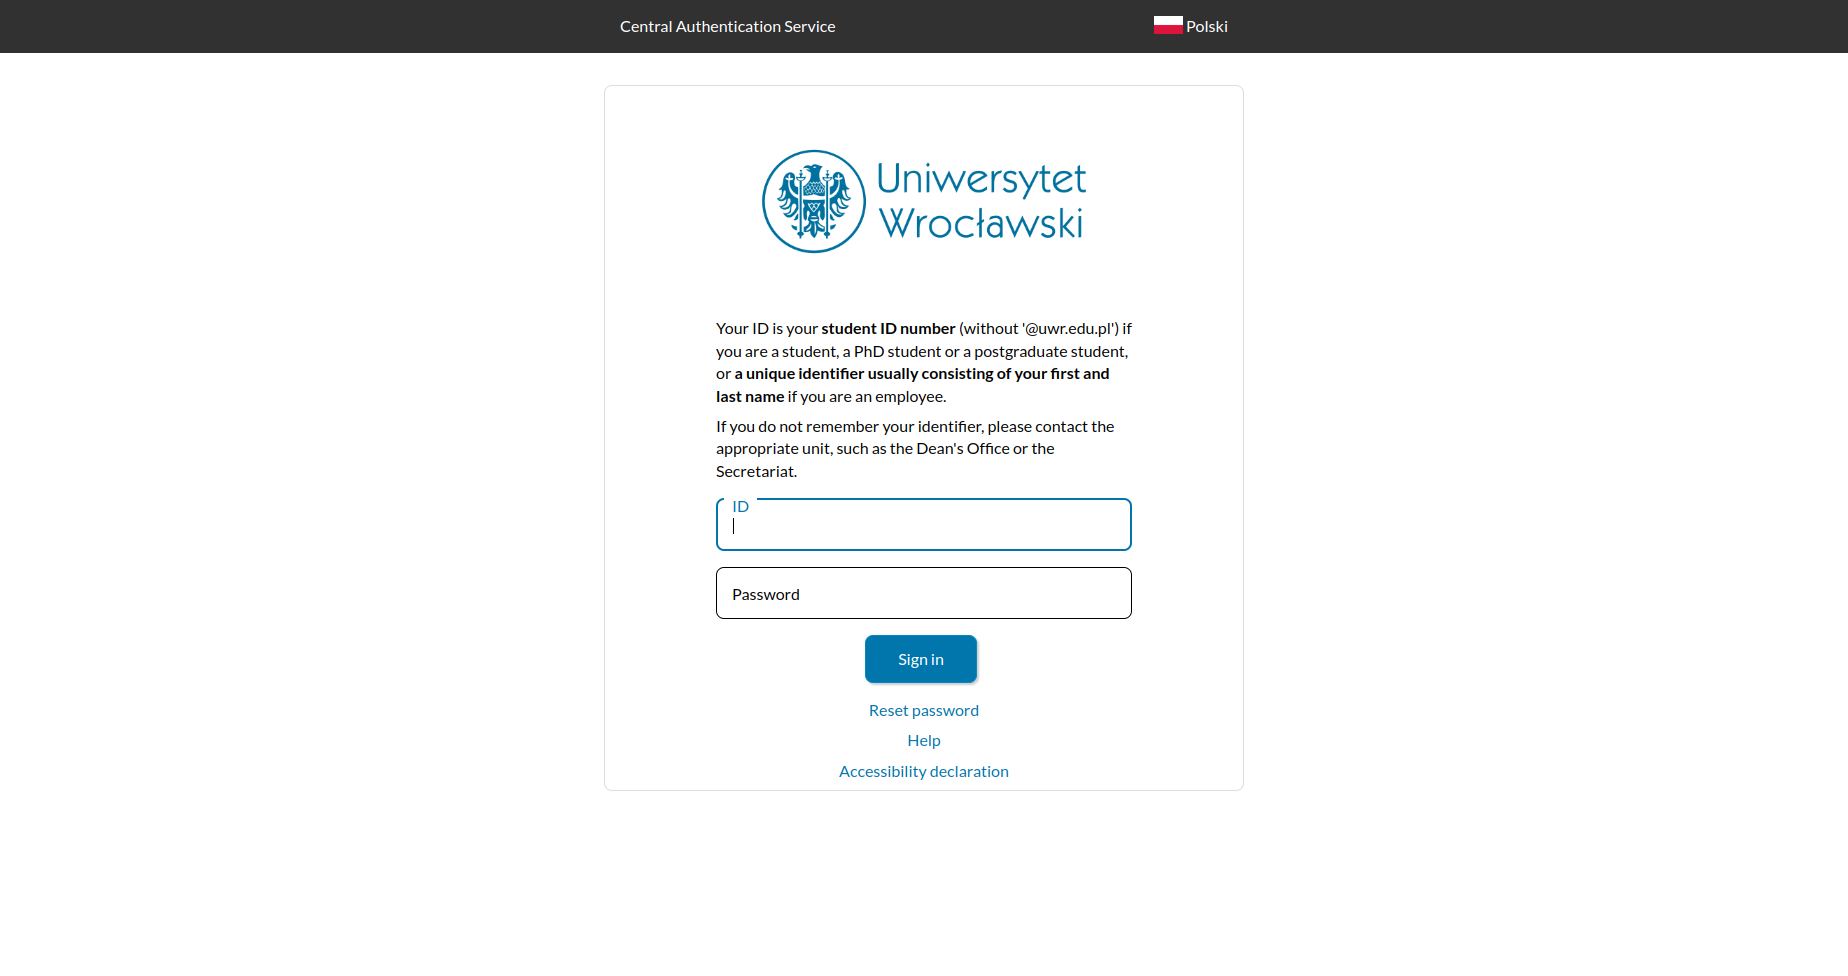 Central Authentication Service
Polski
Uniwersytet
Wrocławski
Your ID is your student ID number (without '@uwr.edu.pl') if
you are a student, a PhD student or a postgraduate student,
or a unique identifier usually consisting of your first and
last name if you are an employee.
If you do not remember your identifier, please contact the
appropriate unit, such as the Dean's Office or the
Secretariat.
ID
Password
Sign in
Reset password
Help
Accessibility declaration